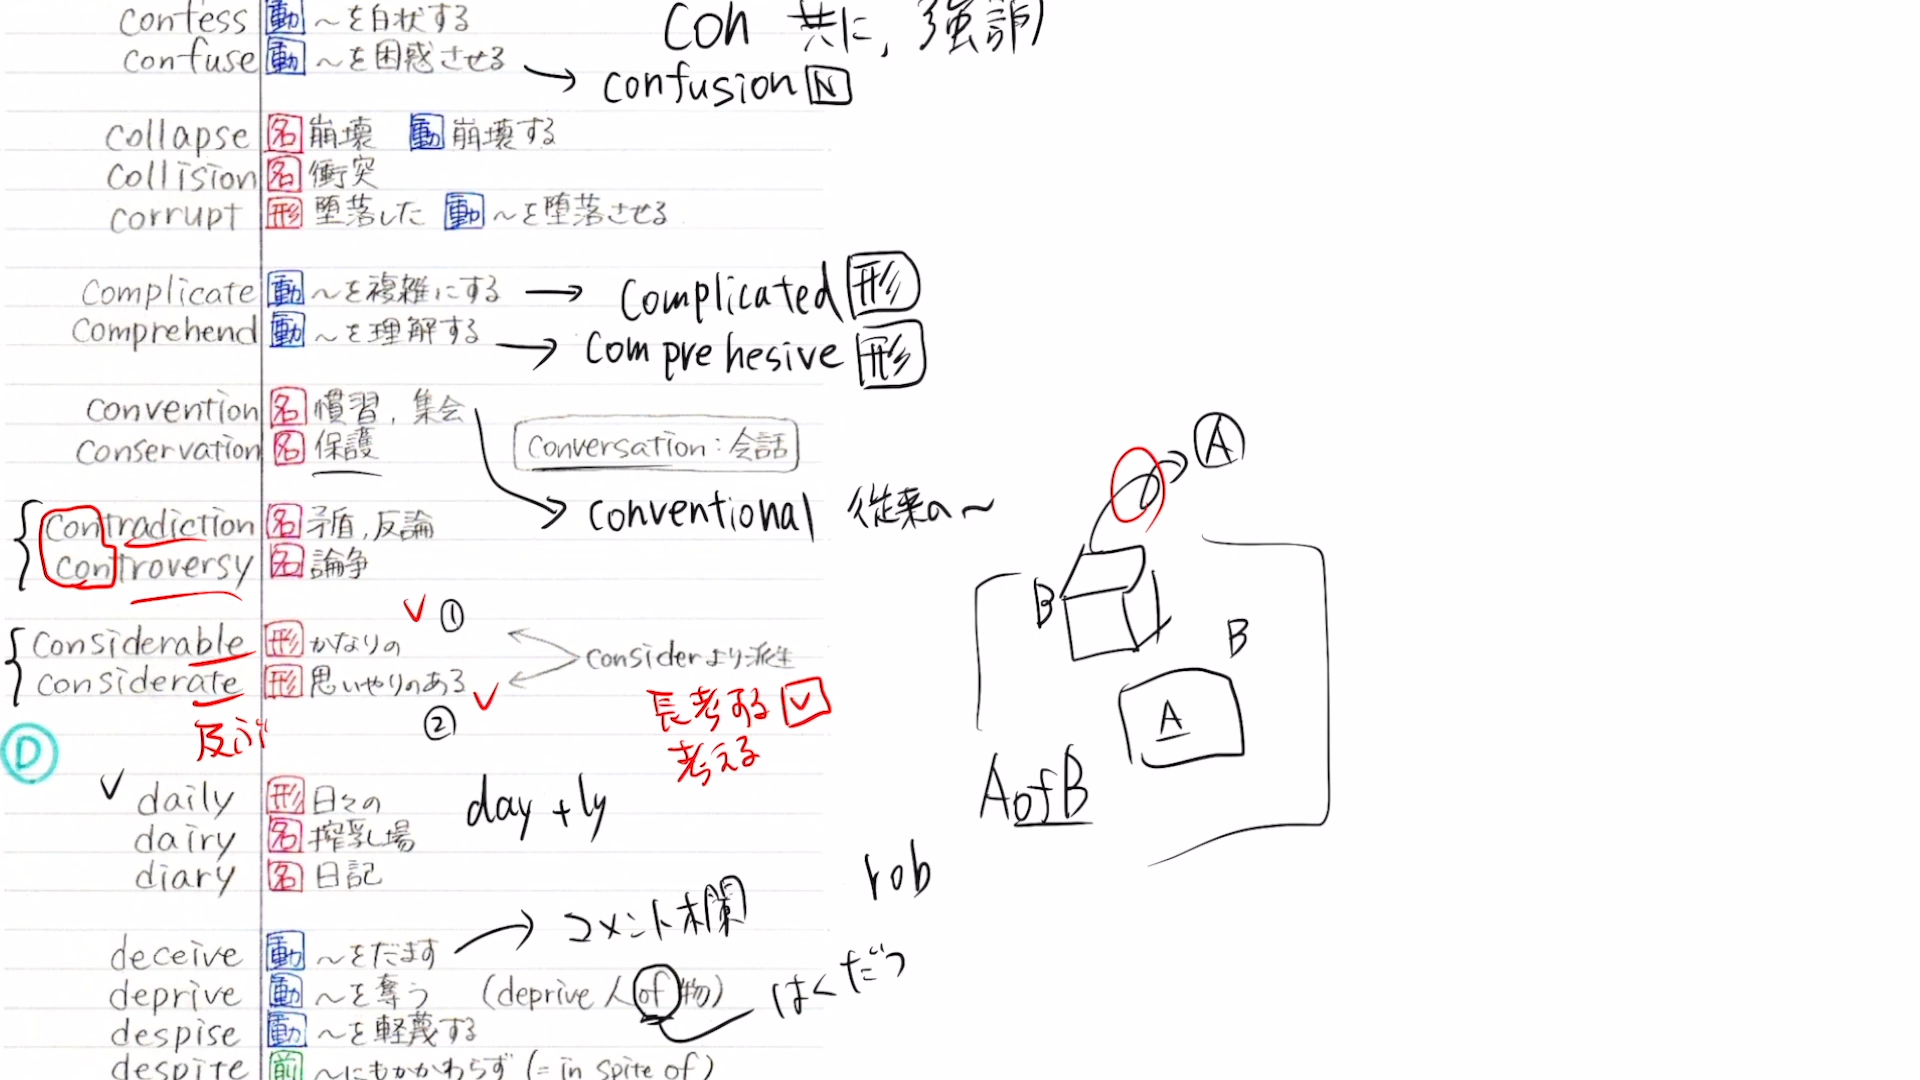 confess 動 ～を白状する
con 共に, 強調
confuse 動 ～を困惑させる
→ confusion N
collapse 名 崩壊 動 崩壊する
collision 名 衝突
corrupt 形 堕落した 動 ～を堕落させる
complicate 動 ～を複雑にする → complicated 形
comprehend 動 ～を理解する → comprehesive 形
convention 名 慣習, 集会
conservation 名 保護
conversation : 会話
→ conventional 従来の～
contradiction 名 矛盾, 反論
controversy 名 論争
considerable 形 かなりの ①
considerate 形 思いやりのある ②
considerより派生
長考する V
考える
D
daily 形 日々の day + ly
dairy 名 搾乳場
diary 名 日記
deceive 動 ～をだます → コメント欄
deprive 動 ～を奪う (deprive 人 of 物) はくだつ
despise 動 ～を軽蔑する
despite 前 ～にもかかわらず (= in spite of)
A
B
B
A
A of B
rob